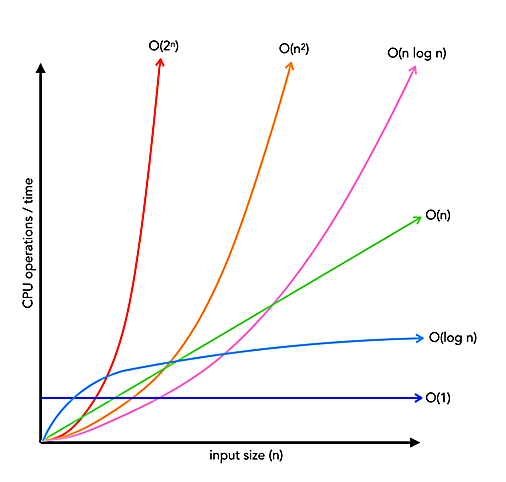 O(2ⁿ)
O(n²)
O(n log n)
CPU operations / time
O(n)
O(log n)
O(1)
input size (n)